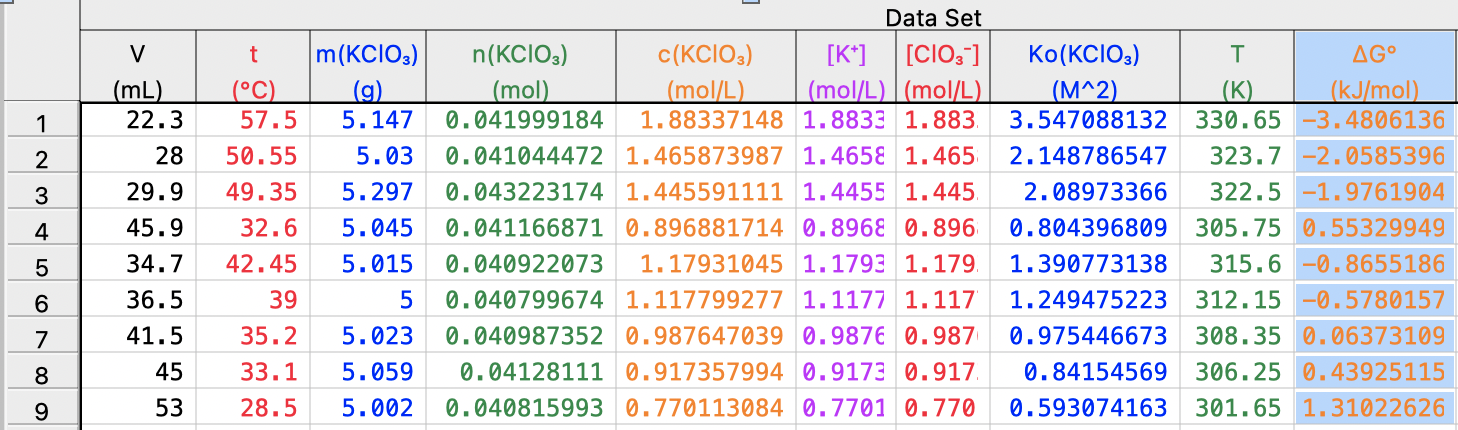 Data Set
V t m(KClO₃) n(KClO₃) c(KClO₃) [K⁺] [ClO₃⁻] Ko(KClO₃) T ΔG°
(mL) (°C) (g) (mol) (mol/L) (mol/L) (mol/L) (M^2) (K) (kJ/mol)
1 22.3 57.5 5.147 0.041999184 1.88337148 1.8833 1.883 3.547088132 330.65 −3.4806136
2 28 50.55 5.03 0.041044472 1.465873987 1.4658 1.465 2.148786547 323.7 −2.0585396
3 29.9 49.35 5.297 0.043223174 1.445591111 1.4455 1.445 2.08973366 322.5 −1.9761904
4 45.9 32.6 5.045 0.041166871 0.896881714 0.8968 0.896 0.804396809 305.75 0.55329949
5 34.7 42.45 5.015 0.040922073 1.17931045 1.1793 1.179 1.390773138 315.6 −0.8655186
6 36.5 39 5 0.040799674 1.117799277 1.1177 1.117 1.249475223 312.15 −0.5780157
7 41.5 35.2 5.023 0.040987352 0.987647039 0.9876 0.987 0.975446673 308.35 0.06373109
8 45 33.1 5.059 0.04128111 0.917357994 0.9173 0.917 0.84154569 306.25 0.43925115
9 53 28.5 5.002 0.040815993 0.770113084 0.7701 0.770 0.593074163 301.65 1.31022626